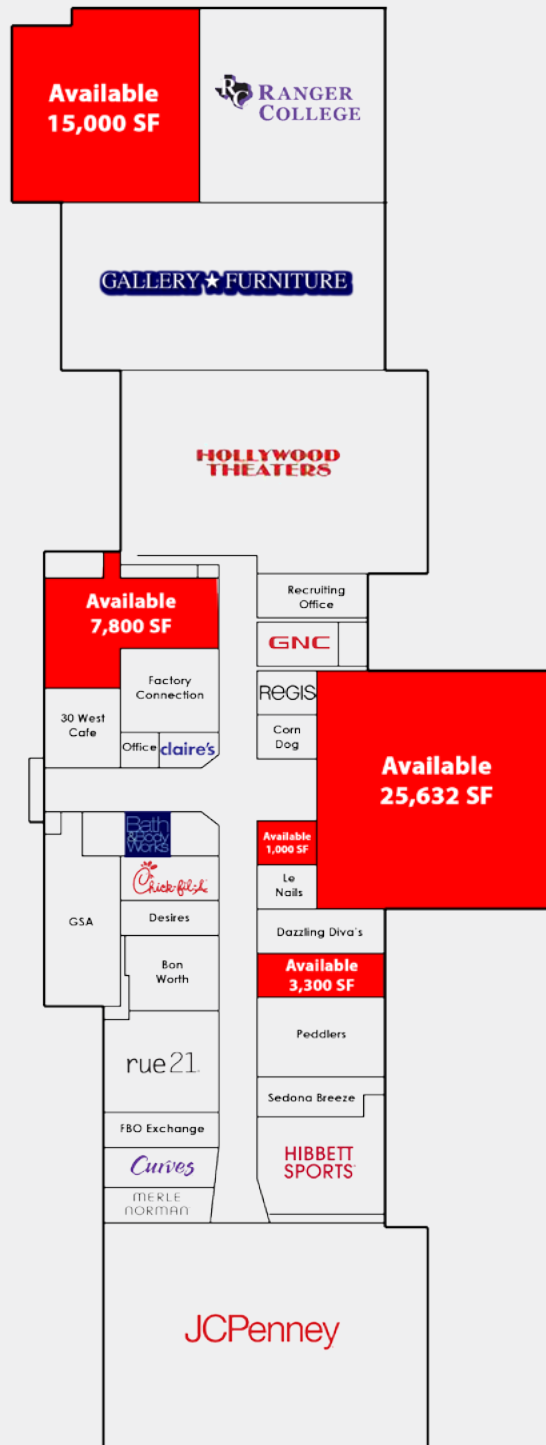 Available
15,000 SF
RC RANGER
COLLEGE
GALLERY★FURNITURE
HOLLYWOOD
THEATERS
Available
7,800 SF
Recruiting
Office
GNC
Factory
Connection
REGIS
30 West
Cafe
Corn
Dog
Office
claire's
Available
25,632 SF
Bath
& Body
Works
Available
1,000 SF
Chick-fil-A
Le
Nails
GSA
Desires
Dazzling Diva's
Bon
Worth
Available
3,300 SF
Peddlers
rue21
Sedona Breeze
FBO Exchange
HIBBETT
SPORTS
Curves
MERLE
NORMAN
JCPenney